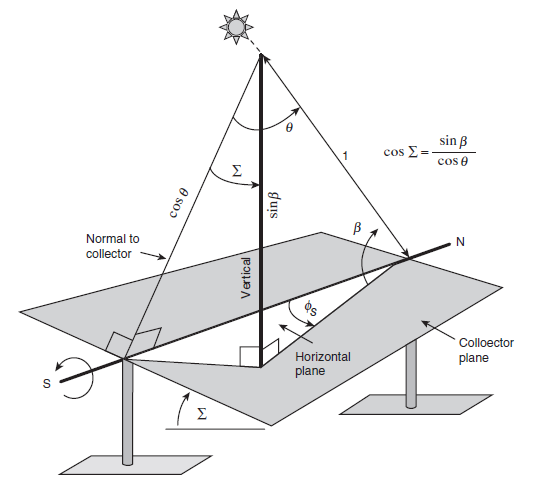 θ
1
cos Σ = sin β / cos θ
Σ
cos θ
sin β
β
N
Normal to
collector
Vertical
ϕS
Horizontal
plane
Colloector
plane
S
Σ